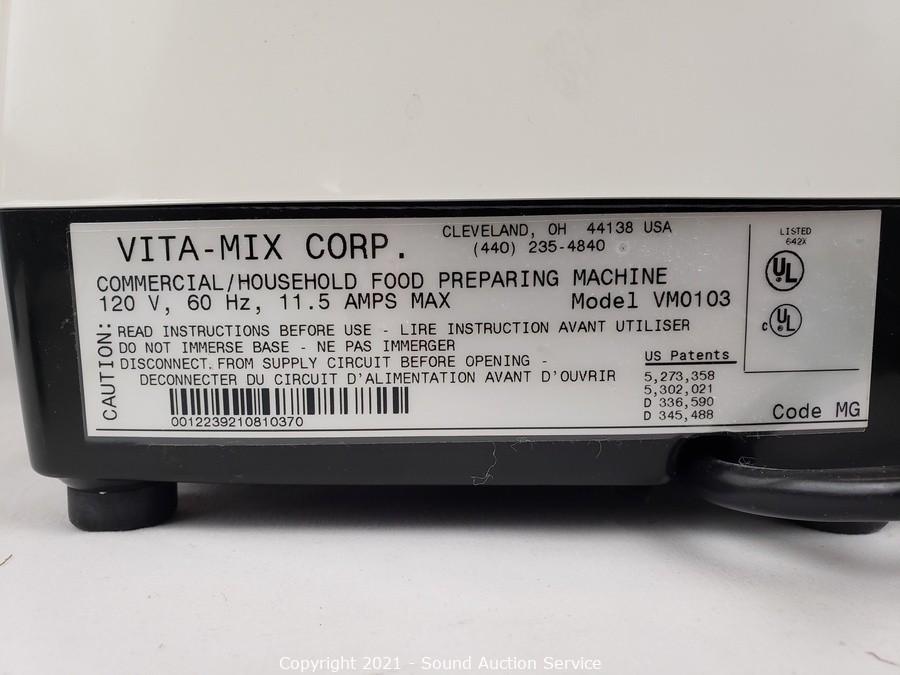 VITA-MIX CORP.
CLEVELAND, OH 44138 USA
(440) 235-4840
COMMERCIAL/HOUSEHOLD FOOD PREPARING MACHINE
120 V, 60 Hz, 11.5 AMPS MAX Model VM0103
CAUTION:
READ INSTRUCTIONS BEFORE USE - LIRE INSTRUCTION AVANT UTILISER
DO NOT IMMERSE BASE - NE PAS IMMERGER
DISCONNECT. FROM SUPPLY CIRCUIT BEFORE OPENING -
DECONNECTER DU CIRCUIT D'ALIMENTATION AVANT D'OUVRIR
0012239210810370
US Patents
5,273,358
5,302,021
D 336,590
D 345,488
LISTED
642X
UL
c UL
Code MG
Copyright 2021 - Sound Auction Service